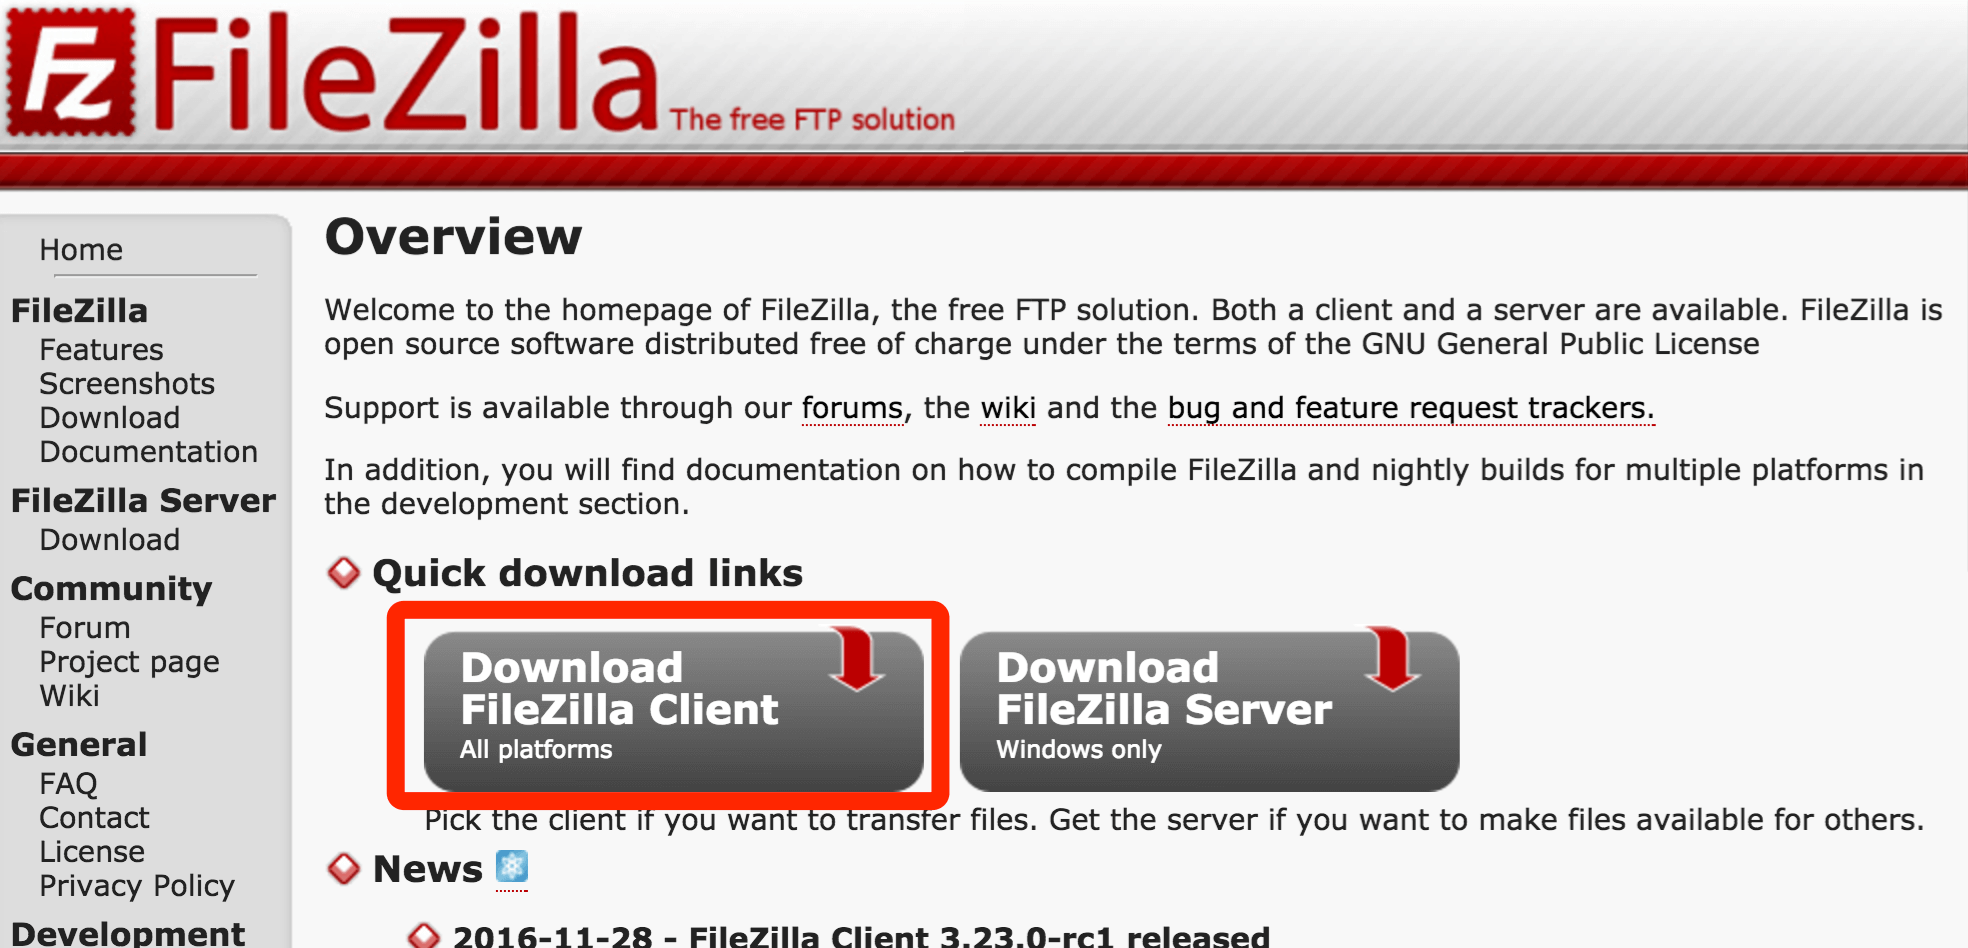 Fz FileZilla The free FTP solution
Home
FileZilla
Features
Screenshots
Download
Documentation
FileZilla Server
Download
Community
Forum
Project page
Wiki
General
FAQ
Contact
License
Privacy Policy
Development
Overview
Welcome to the homepage of FileZilla, the free FTP solution. Both a client and a server are available. FileZilla is
open source software distributed free of charge under the terms of the GNU General Public License
Support is available through our forums, the wiki and the bug and feature request trackers.
In addition, you will find documentation on how to compile FileZilla and nightly builds for multiple platforms in
the development section.
Quick download links
Download
FileZilla Client
All platforms
Download
FileZilla Server
Windows only
Pick the client if you want to transfer files. Get the server if you want to make files available for others.
News
2016-11-28 - FileZilla Client 3.23.0-rc1 released